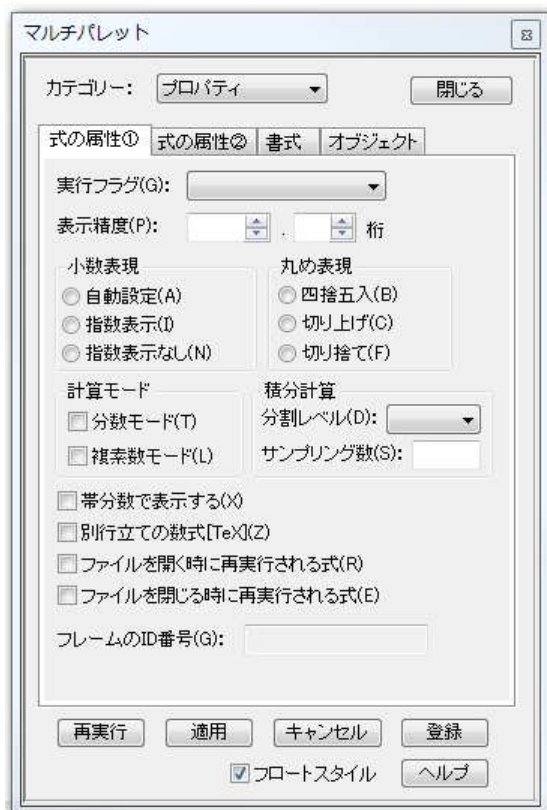 マルチパレット
カテゴリー: プロパティ 閉じる
式の属性① 式の属性② 書式 オブジェクト
実行フラグ(G):
表示精度(P): . 桁
小数表現 丸め表現
自動設定(A) 四捨五入(B)
指数表示(I) 切り上げ(C)
指数表示なし(N) 切り捨て(F)
計算モード 積分計算
分数モード(T) 分割レベル(D):
複素数モード(L) サンプリング数(S):
帯分数で表示する(X)
別行立ての数式[TeX](Z)
ファイルを開く時に再実行される式(R)
ファイルを閉じる時に再実行される式(E)
フレームのID番号(G):
再実行 適用 キャンセル 登録
フロートスタイル ヘルプ